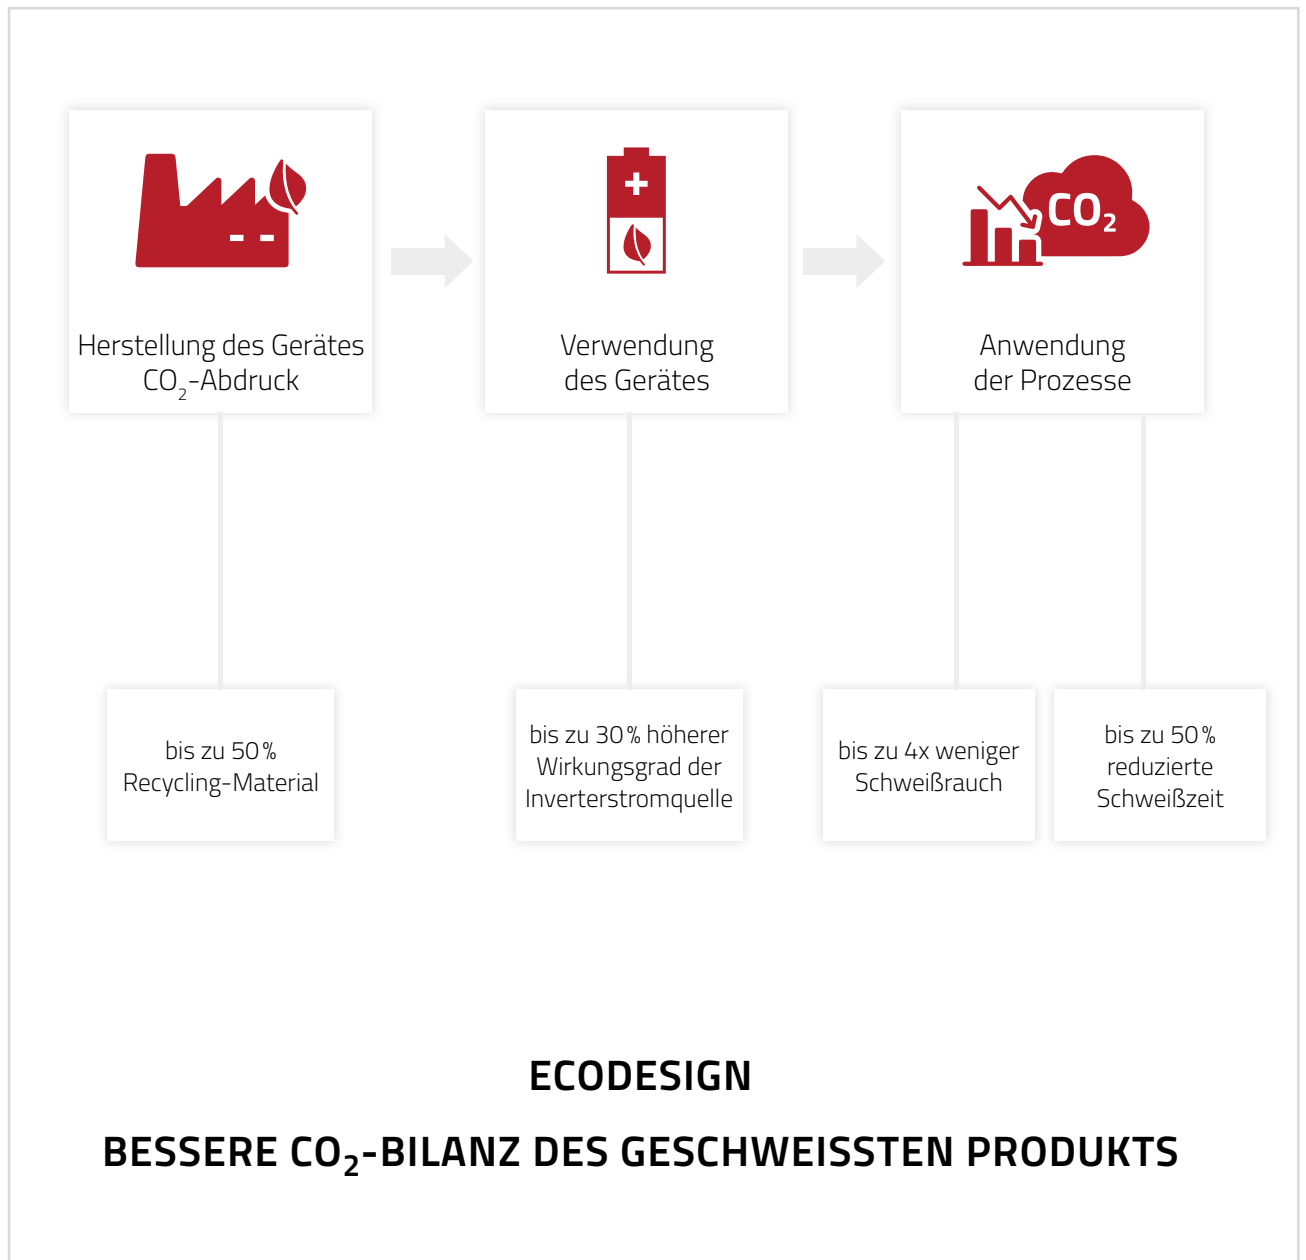 CO₂
Herstellung des Gerätes
CO₂-Abdruck
Verwendung
des Gerätes
Anwendung
der Prozesse
bis zu 50 %
Recycling-Material
bis zu 30 % höherer
Wirkungsgrad der
Inverterstromquelle
bis zu 4x weniger
Schweißrauch
bis zu 50 %
reduzierte
Schweißzeit
ECODESIGN
BESSERE CO₂-BILANZ DES GESCHWEISSTEN PRODUKTS